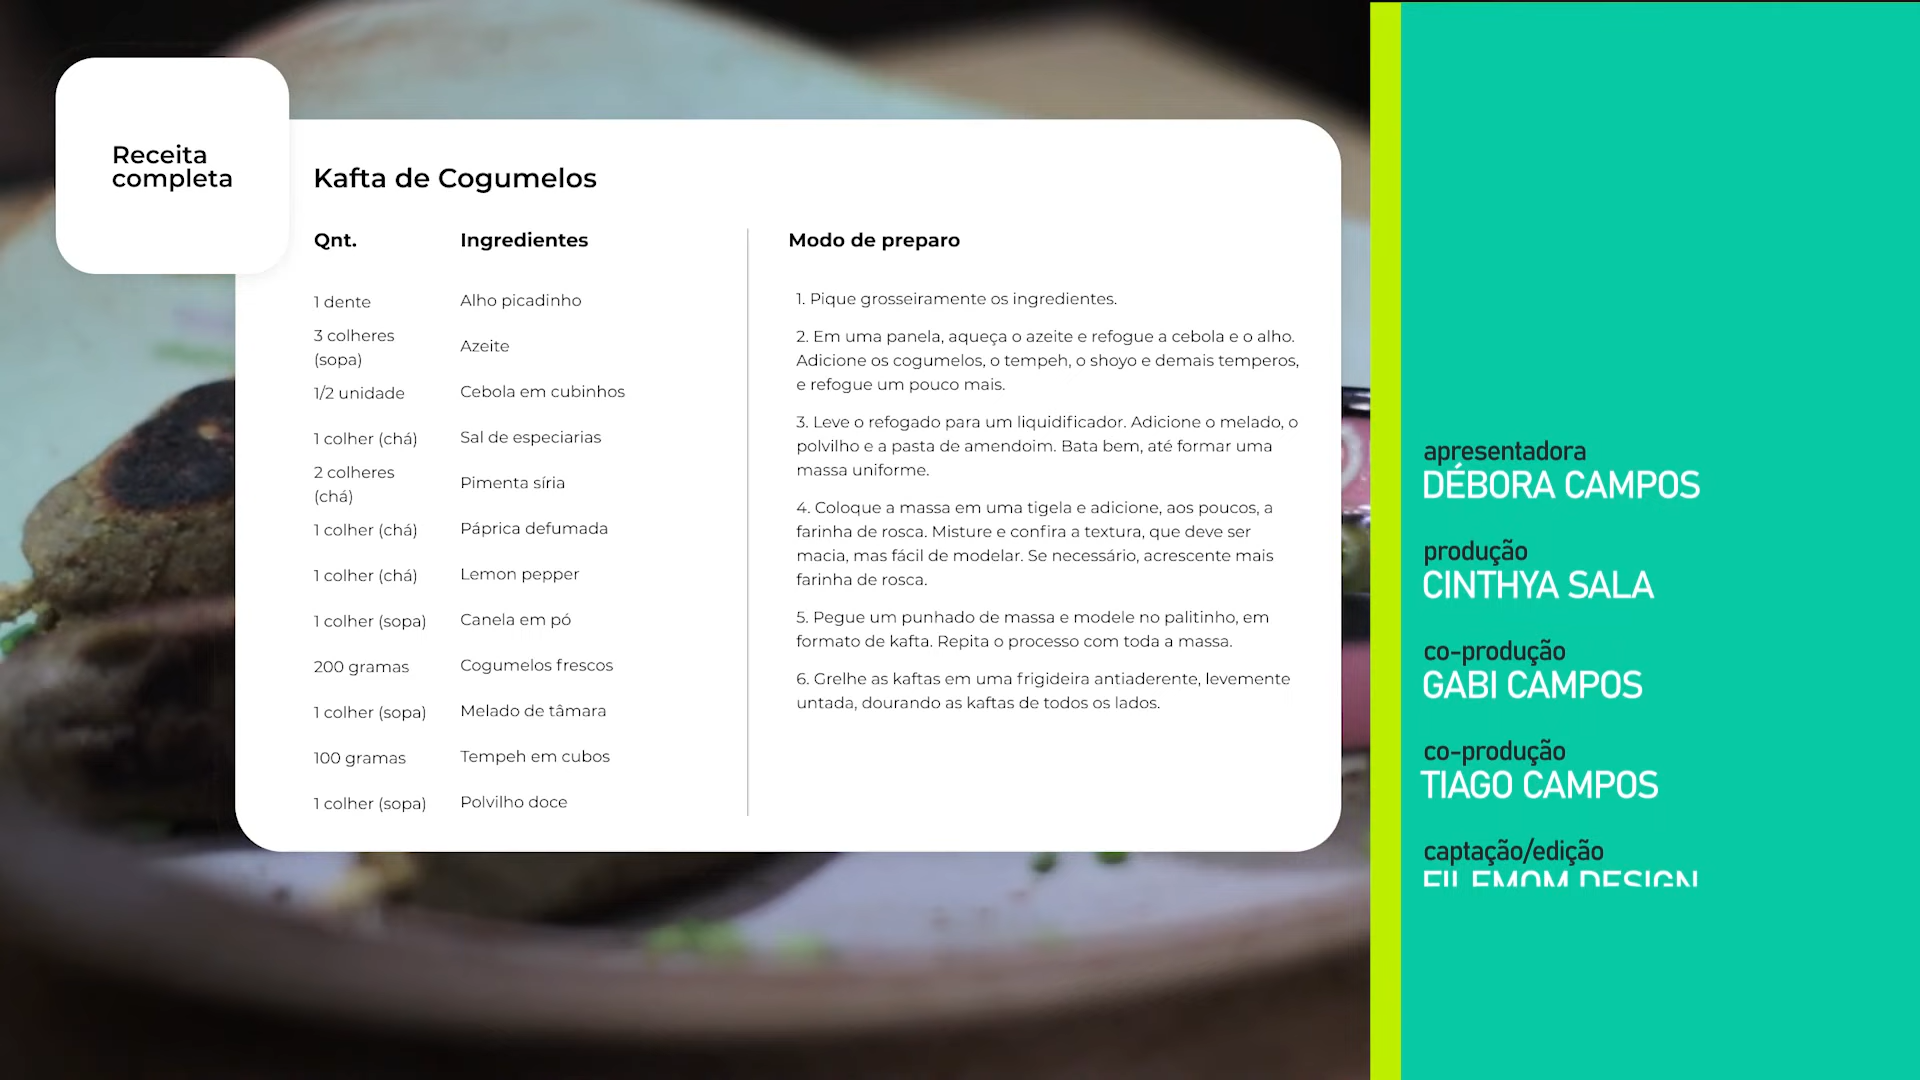 Receita
completa
Kafta de Cogumelos
Qnt. Ingredientes
1 dente Alho picadinho
3 colheres
(sopa) Azeite
1/2 unidade Cebola em cubinhos
1 colher (chá) Sal de especiarias
2 colheres
(chá) Pimenta síria
1 colher (chá) Páprica defumada
1 colher (chá) Lemon pepper
1 colher (sopa) Canela em pó
200 gramas Cogumelos frescos
1 colher (sopa) Melado de tâmara
100 gramas Tempeh em cubos
1 colher (sopa) Polvilho doce
Modo de preparo
1. Pique grosseiramente os ingredientes.
2. Em uma panela, aqueça o azeite e refogue a cebola e o alho.
Adicione os cogumelos, o tempeh, o shoyo e demais temperos,
e refogue um pouco mais.
3. Leve o refogado para um liquidificador. Adicione o melado, o
polvilho e a pasta de amendoim. Bata bem, até formar uma
massa uniforme.
4. Coloque a massa em uma tigela e adicione, aos poucos, a
farinha de rosca. Misture e confira a textura, que deve ser
macia, mas fácil de modelar. Se necessário, acrescente mais
farinha de rosca.
5. Pegue um punhado de massa e modele no palitinho, em
formato de kafta. Repita o processo com toda a massa.
6. Grelhe as kaftas em uma frigideira antiaderente, levemente
untada, dourando as kaftas de todos os lados.
apresentadora
DÉBORA CAMPOS
produção
CINTHYA SALA
co-produção
GABI CAMPOS
co-produção
TIAGO CAMPOS
captação/edição
FILEMOM DESIGN